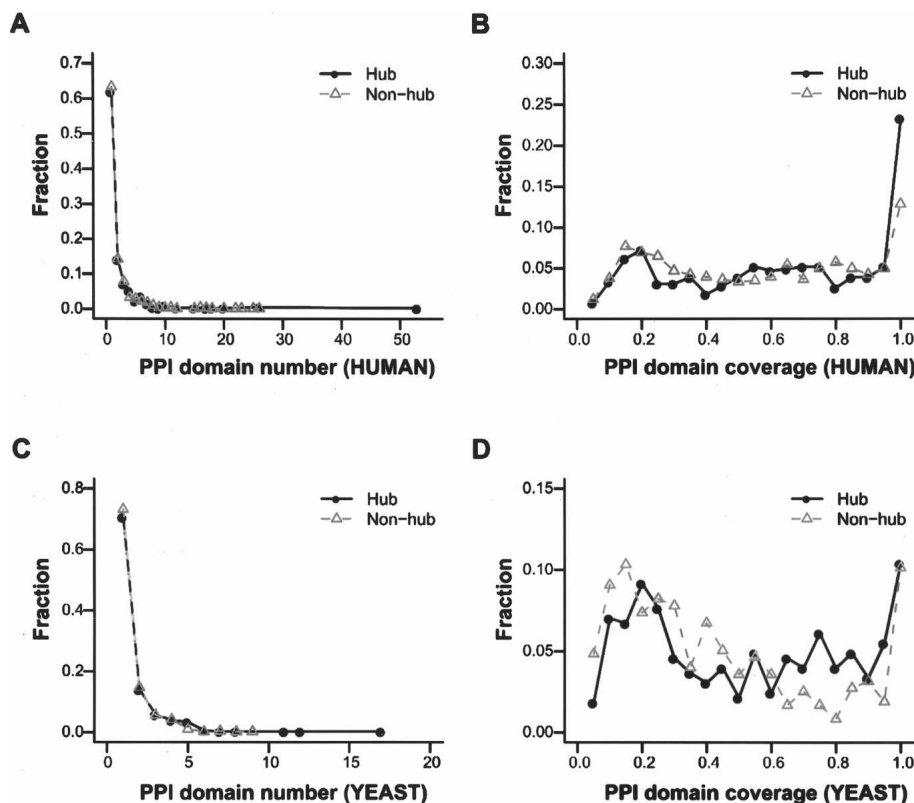 A
0.7
0.6
0.5
0.4
0.3
0.2
0.1
0.0
Fraction
Hub
Non-hub
0 10 20 30 40 50
PPI domain number (HUMAN)
B
0.30
0.25
0.20
0.15
0.10
0.05
0.00
Fraction
Hub
Non-hub
0.0 0.2 0.4 0.6 0.8 1.0
PPI domain coverage (HUMAN)
C
0.8
0.6
0.4
0.2
0.0
Fraction
Hub
Non-hub
0 5 10 15 20
PPI domain number (YEAST)
D
0.15
0.10
0.05
0.00
Fraction
Hub
Non-hub
0.0 0.2 0.4 0.6 0.8 1.0
PPI domain coverage (YEAST)